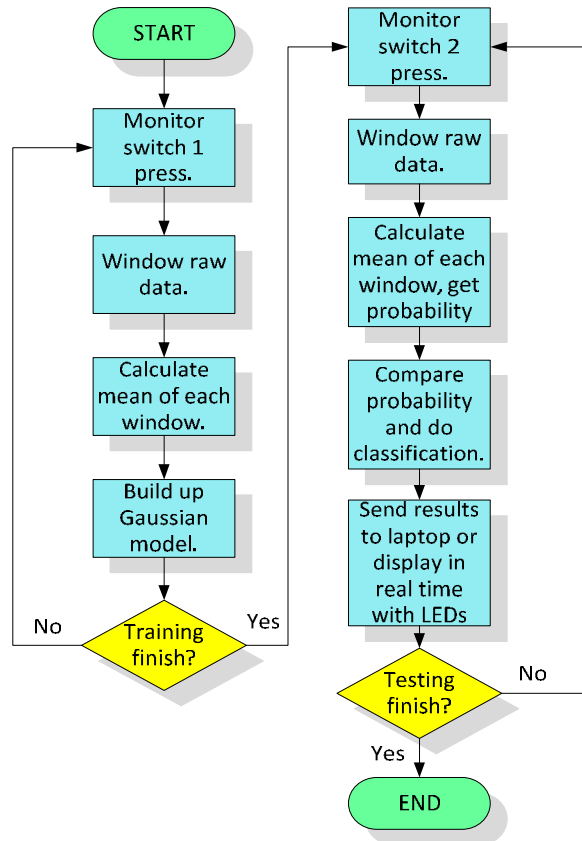 START
Monitor
switch 1
press.
Window raw
data.
Calculate
mean of each
window.
Build up
Gaussian
model.
No
Training
finish?
Yes
Monitor
switch 2
press.
Window raw
data.
Calculate
mean of each
window, get
probability
Compare
probability
and do
classification.
Send results
to laptop or
display in
real time
with LEDs
Testing
finish?
No
Yes
END